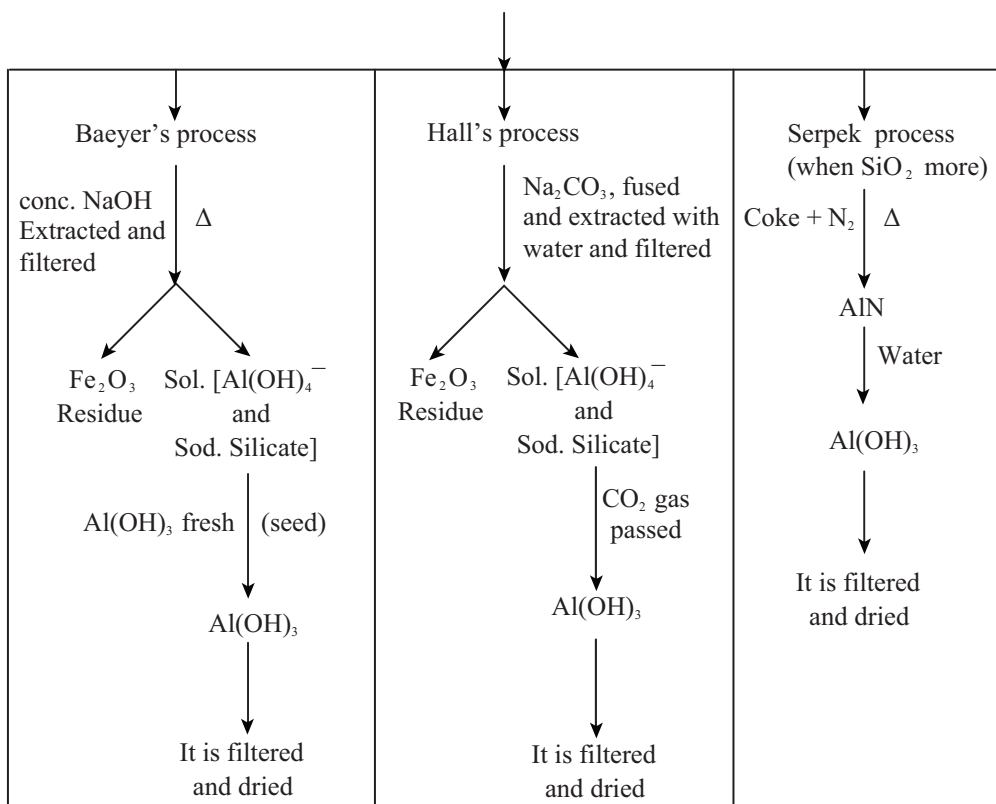 Baeyer's process
conc. NaOH
Extracted and
filtered
Δ
Fe₂O₃
Residue
Sol. [Al(OH)₄⁻
and
Sod. Silicate]
Al(OH)₃ fresh
(seed)
Al(OH)₃
It is filtered
and dried
Hall's process
Na₂CO₃, fused
and extracted with
water and filtered
Fe₂O₃
Residue
Sol. [Al(OH)₄⁻
and
Sod. Silicate]
CO₂ gas
passed
Al(OH)₃
It is filtered
and dried
Serpek process
(when SiO₂ more)
Coke + N₂
Δ
AlN
Water
Al(OH)₃
It is filtered
and dried